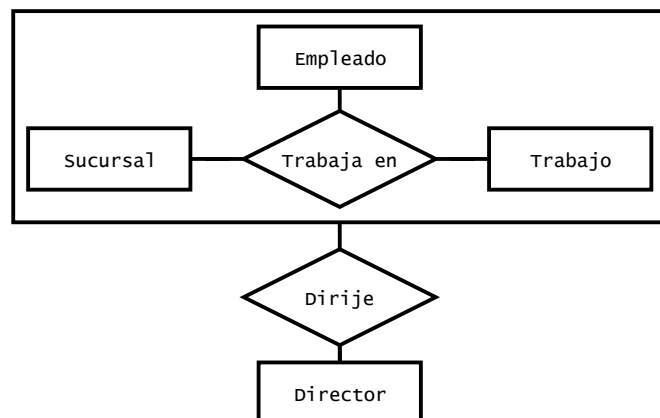 Empleado
Sucursal
Trabaja en
Trabajo
Dirije
Director